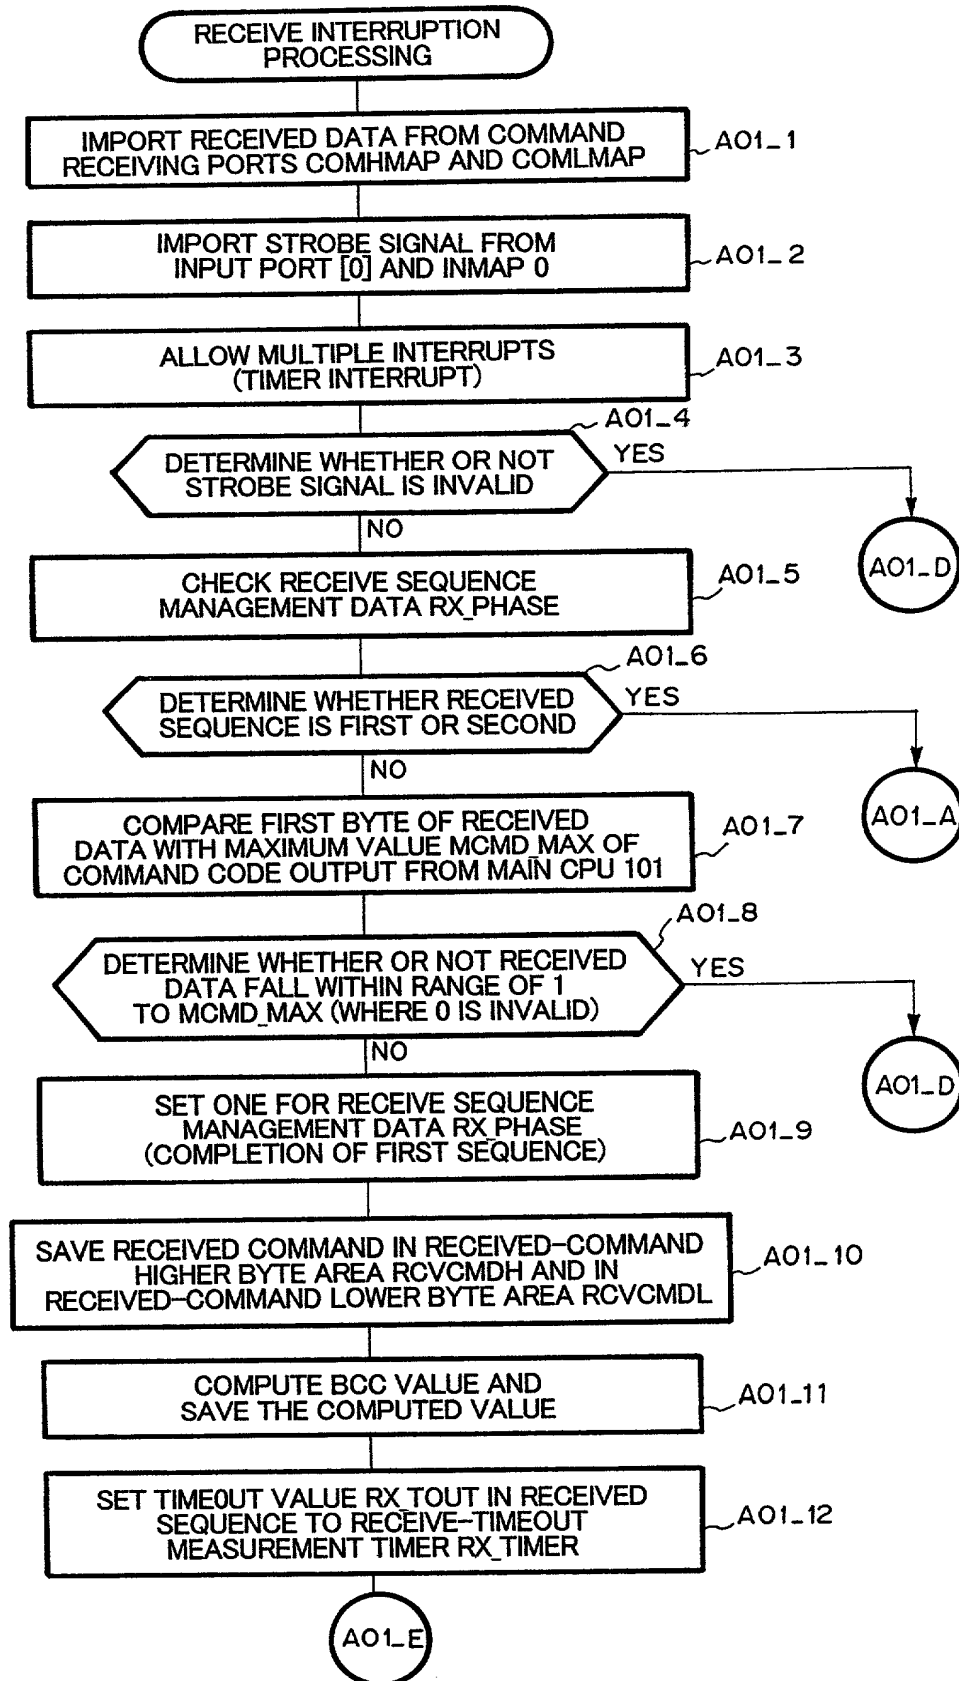 RECEIVE INTERRUPTION
PROCESSING
IMPORT RECEIVED DATA FROM COMMAND
RECEIVING PORTS COMHMAP AND COMLMAP
A01_1
IMPORT STROBE SIGNAL FROM
INPUT PORT [0] AND INMAP 0
A01_2
ALLOW MULTIPLE INTERRUPTS
(TIMER INTERRUPT)
A01_3
A01_4
DETERMINE WHETHER OR NOT
STROBE SIGNAL IS INVALID
YES
NO
A01_D
CHECK RECEIVE SEQUENCE
MANAGEMENT DATA RX_PHASE
A01_5
A01_6
DETERMINE WHETHER RECEIVED
SEQUENCE IS FIRST OR SECOND
YES
NO
A01_A
COMPARE FIRST BYTE OF RECEIVED
DATA WITH MAXIMUM VALUE MCMD_MAX OF
COMMAND CODE OUTPUT FROM MAIN CPU 101
A01_7
A01_8
DETERMINE WHETHER OR NOT RECEIVED
DATA FALL WITHIN RANGE OF 1
TO MCMD_MAX (WHERE 0 IS INVALID)
YES
NO
A01_D
SET ONE FOR RECEIVE SEQUENCE
MANAGEMENT DATA RX_PHASE
(COMPLETION OF FIRST SEQUENCE)
A01_9
SAVE RECEIVED COMMAND IN RECEIVED-COMMAND
HIGHER BYTE AREA RCVCMDH AND IN
RECEIVED-COMMAND LOWER BYTE AREA RCVCMDL
A01_10
COMPUTE BCC VALUE AND
SAVE THE COMPUTED VALUE
A01_11
SET TIMEOUT VALUE RX_TOUT IN RECEIVED
SEQUENCE TO RECEIVE-TIMEOUT
MEASUREMENT TIMER RX_TIMER
A01_12
A01_E